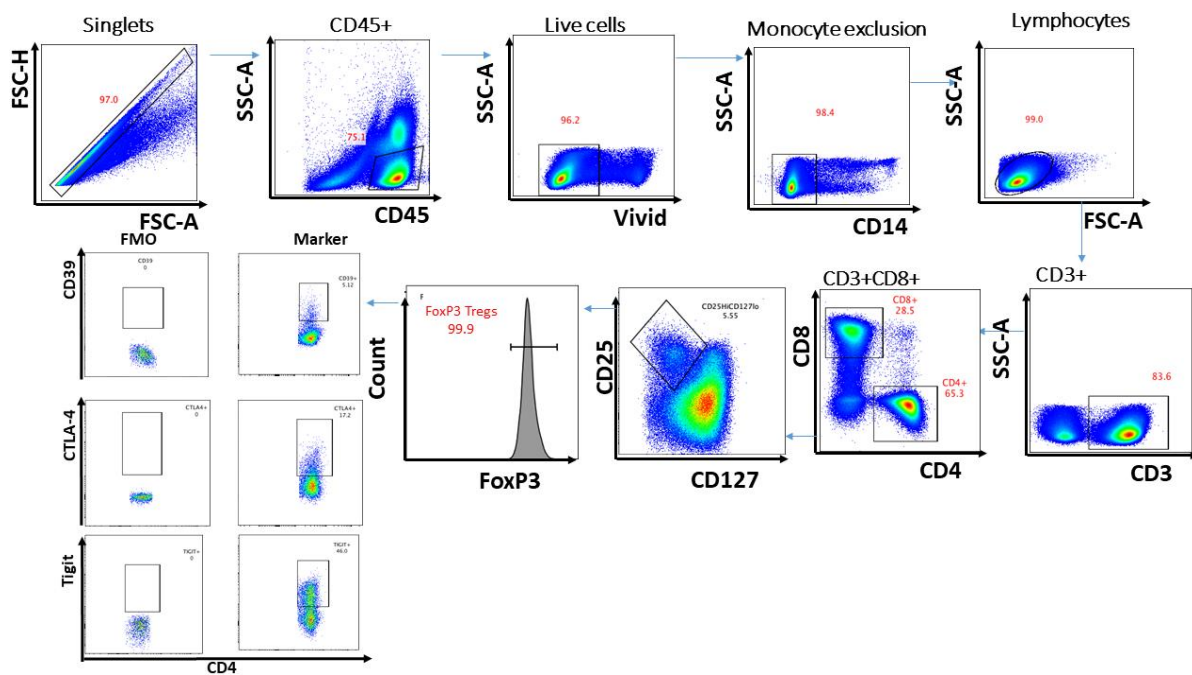 Singlets
FSC-H
97.0
FSC-A
CD45+
SSC-A
75.1
CD45
Live cells
SSC-A
96.2
Vivid
Monocyte exclusion
SSC-A
98.4
CD14
Lymphocytes
SSC-A
99.0
FSC-A
CD3+
SSC-A
83.6
CD3
CD3+CD8+
CD8
CD8+
28.5
CD4+
65.3
CD4
CD25
CD25HiCD127lo
5.55
CD127
Count
F
FoxP3 Tregs
99.9
FoxP3
FMO
Marker
CD39
CD39
0
CD39+
5.12
CTLA-4
CTLA4+
0
CTLA4+
17.2
Tigit
TIGIT+
0
TIGIT+
46.0
CD4